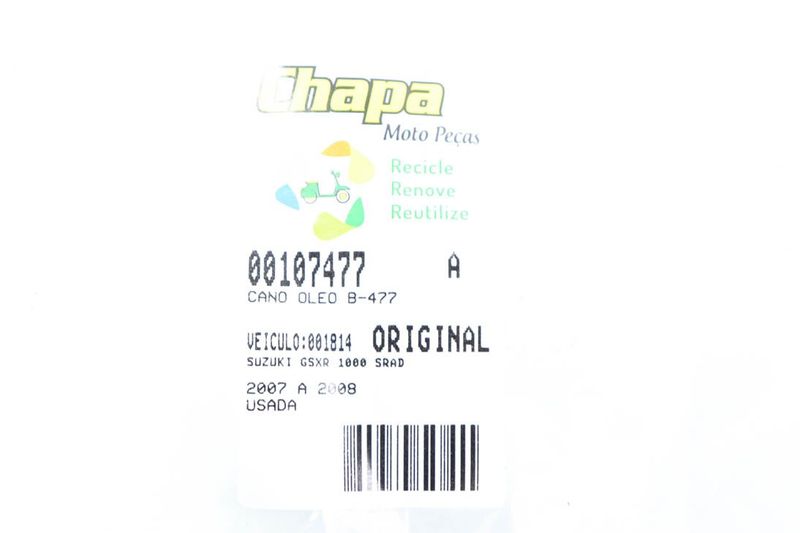 Chapa
Moto Peças
Recicle
Renove
Reutilize
00107477 A
CANO OLEO B-477
VEICULO:001814 ORIGINAL
SUZUKI GSXR 1000 SRAD
2007 A 2008
USADA